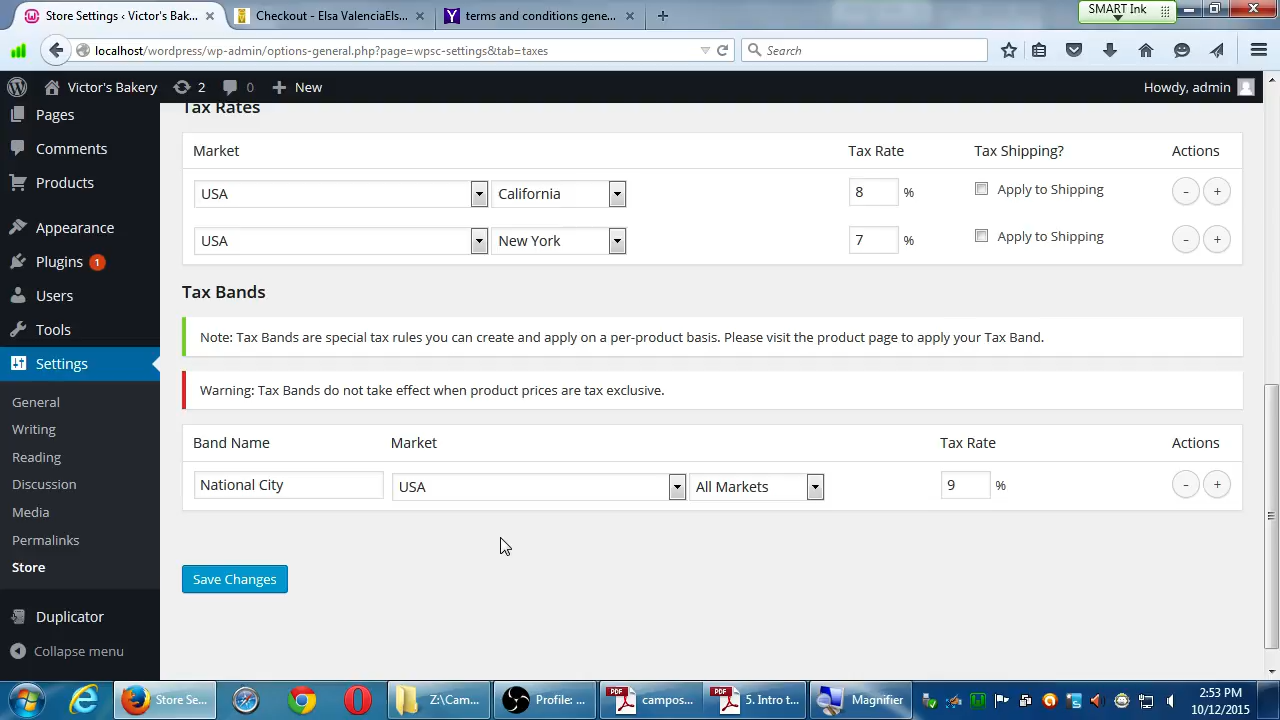 Store Settings ‹ Victor's Bak...
Checkout - Elsa ValenciaEls...
terms and conditions gene...
SMART Ink
localhost/wordpress/wp-admin/options-general.php?page=wpsc-settings&tab=taxes
Search
Victor's Bakery
2
0
New
Howdy, admin
Pages
Comments
Products
Appearance
Plugins 1
Users
Tools
Settings
General
Writing
Reading
Discussion
Media
Permalinks
Store
Duplicator
Collapse menu
Tax Rates
Market Tax Rate Tax Shipping? Actions
USA California 8 % Apply to Shipping - +
USA New York 7 % Apply to Shipping - +
Tax Bands
Note: Tax Bands are special tax rules you can create and apply on a per-product basis. Please visit the product page to apply your Tax Band.
Warning: Tax Bands do not take effect when product prices are tax exclusive.
Band Name Market Tax Rate Actions
National City USA All Markets 9 % - +
Save Changes
Store Se...
Z:\Cam...
Profile: ...
campos...
5. Intro t...
Magnifier
2:53 PM
10/12/2015